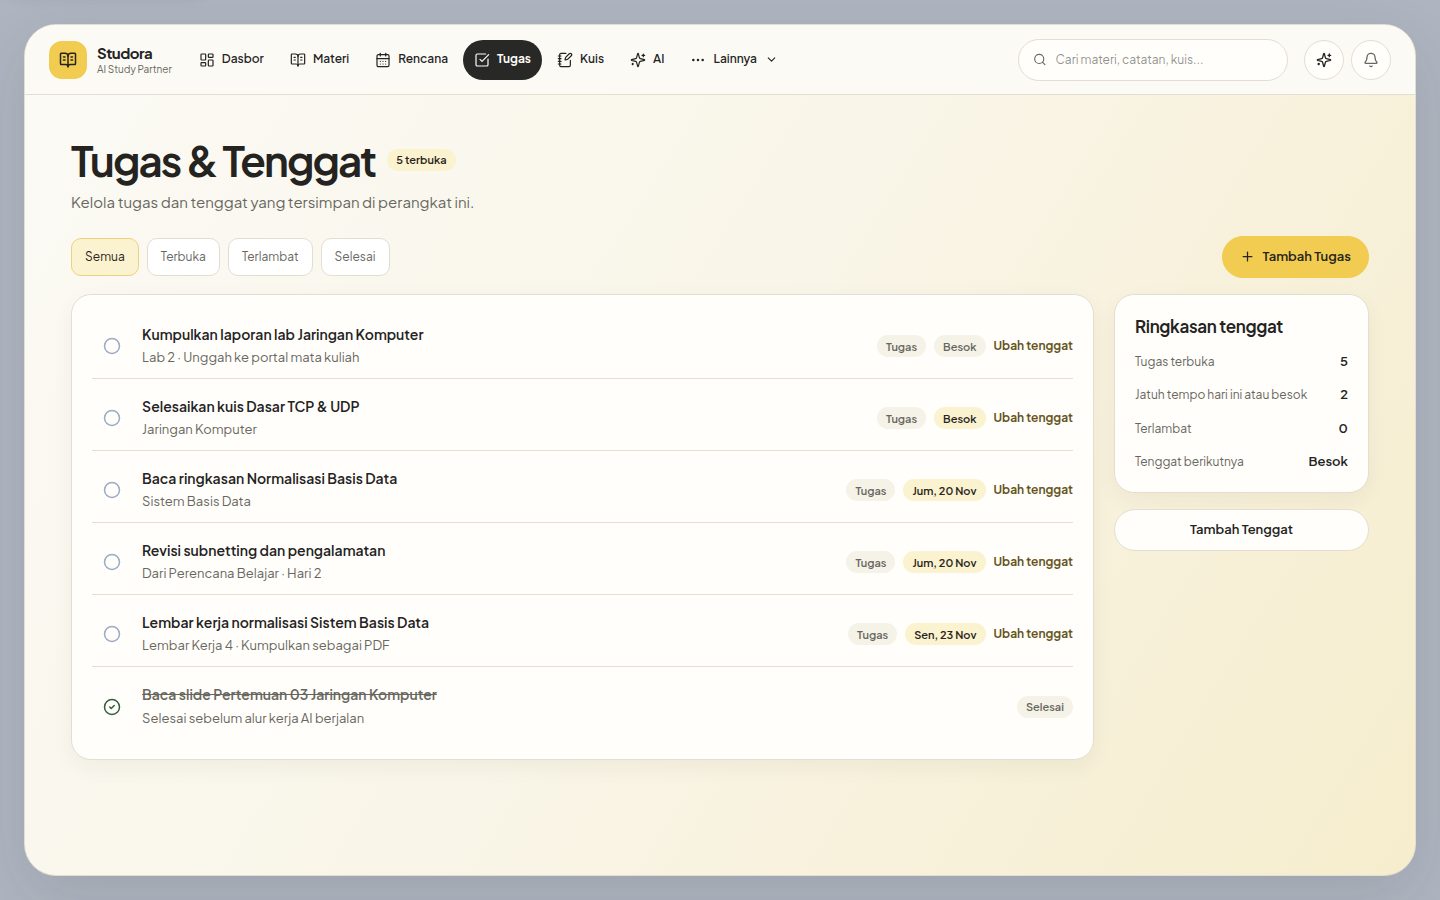 Studora
AI Study Partner
Dasbor
Materi
Rencana
Tugas
Kuis
AI
Lainnya
Cari materi, catatan, kuis...
Tugas & Tenggat
5 terbuka
Kelola tugas dan tenggat yang tersimpan di perangkat ini.
Semua
Terbuka
Terlambat
Selesai
Tambah Tugas
Kumpulkan laporan lab Jaringan Komputer
Lab 2 · Unggah ke portal mata kuliah
Tugas
Besok
Ubah tenggat
Selesaikan kuis Dasar TCP & UDP
Jaringan Komputer
Tugas
Besok
Ubah tenggat
Baca ringkasan Normalisasi Basis Data
Sistem Basis Data
Tugas
Jum, 20 Nov
Ubah tenggat
Revisi subnetting dan pengalamatan
Dari Perencana Belajar · Hari 2
Tugas
Jum, 20 Nov
Ubah tenggat
Lembar kerja normalisasi Sistem Basis Data
Lembar Kerja 4 · Kumpulkan sebagai PDF
Tugas
Sen, 23 Nov
Ubah tenggat
Baca slide Pertemuan 03 Jaringan Komputer
Selesai sebelum alur kerja AI berjalan
Selesai
Ringkasan tenggat
Tugas terbuka 5
Jatuh tempo hari ini atau besok 2
Terlambat 0
Tenggat berikutnya Besok
Tambah Tenggat